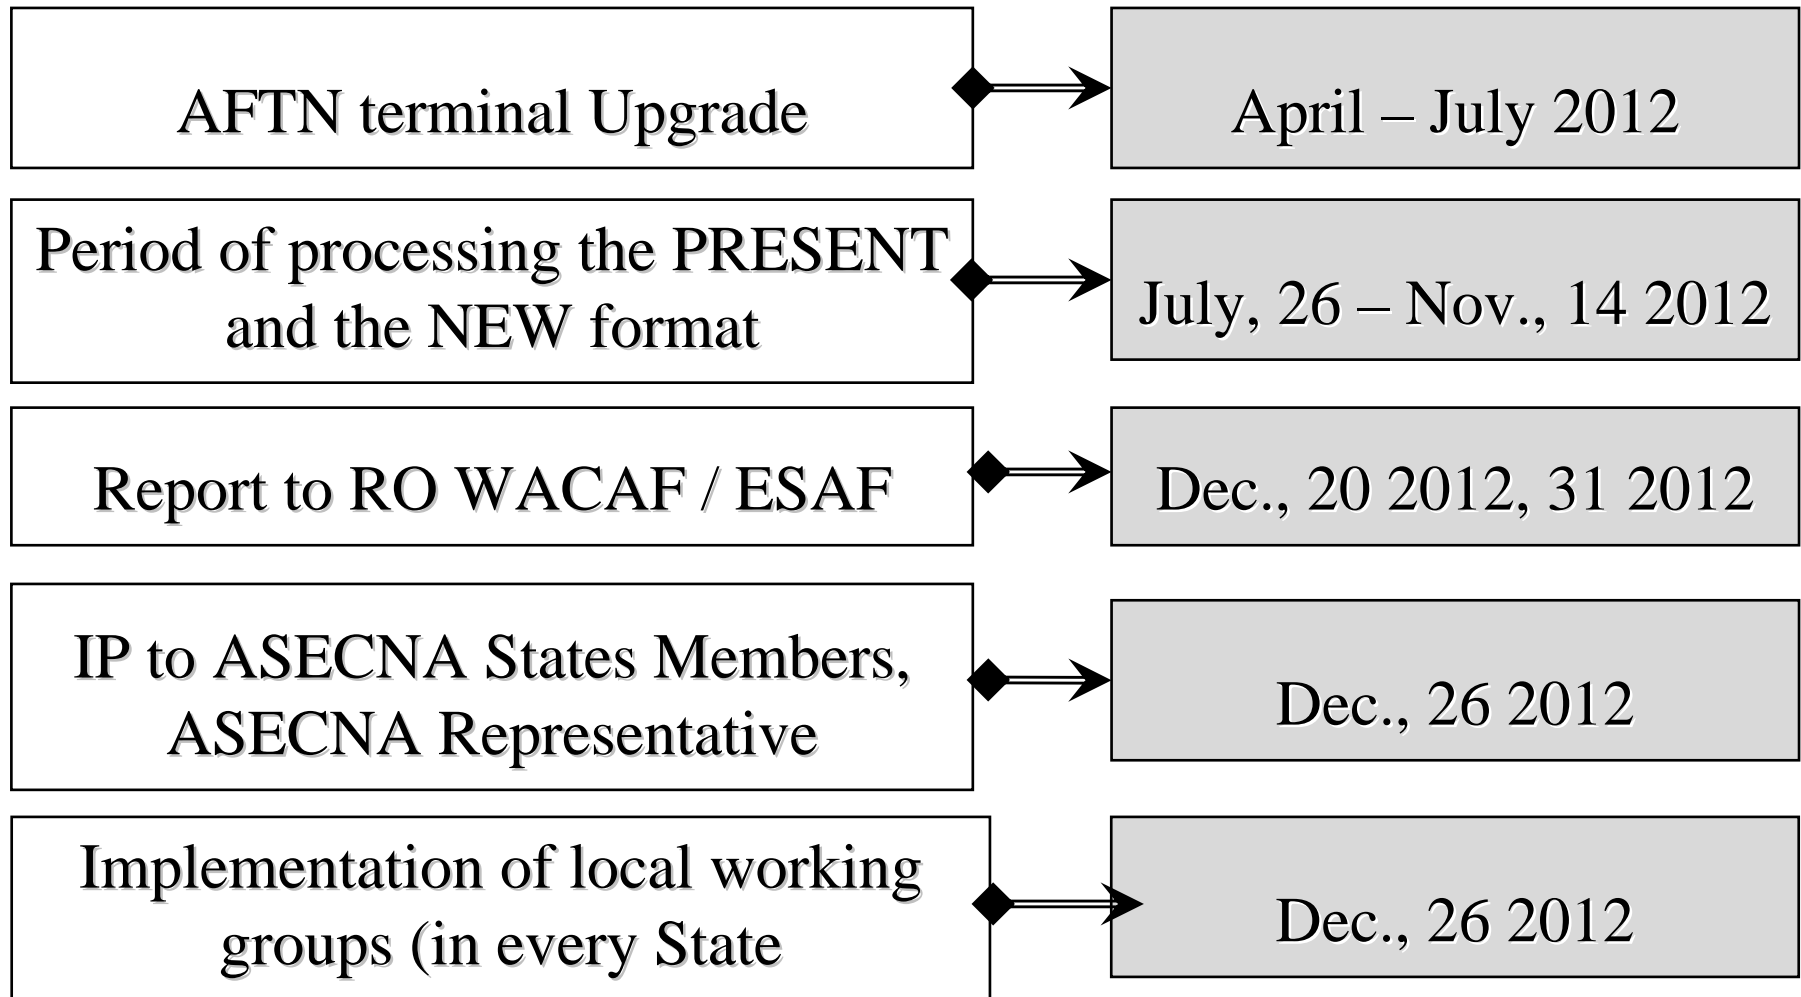 AFTN terminal Upgrade
April – July 2012
Period of processing the PRESENT
and the NEW format
July, 26 – Nov., 14 2012
Report to RO WACAF / ESAF
Dec., 20 2012, 31 2012
IP to ASECNA States Members,
ASECNA Representative
Dec., 26 2012
Implementation of local working
groups (in every State
Dec., 26 2012